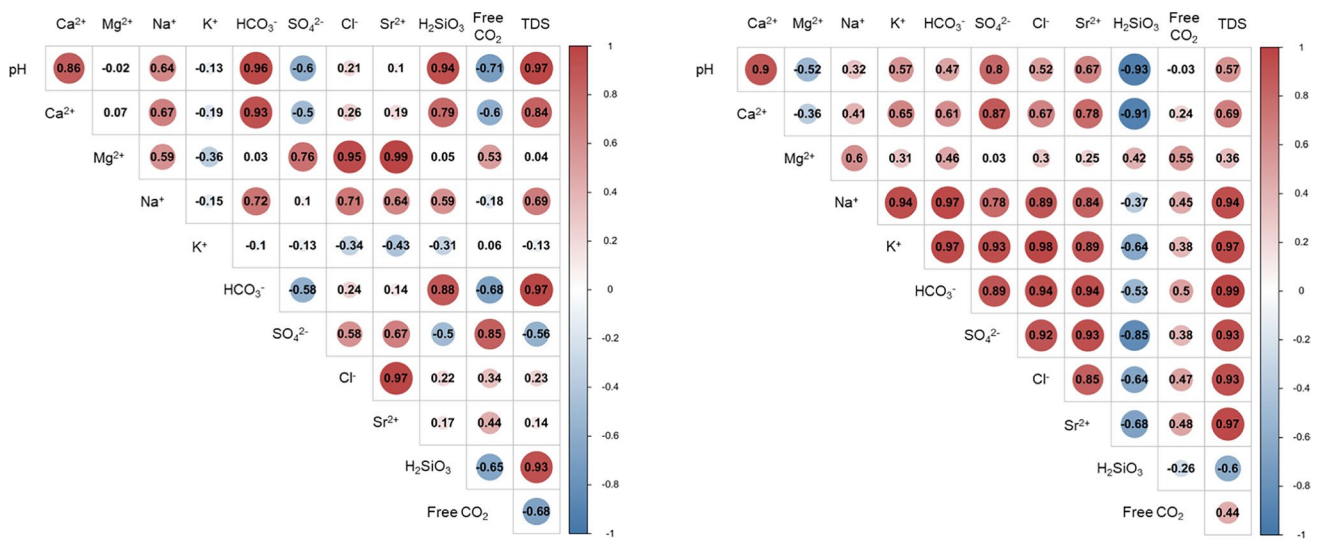 Ca²⁺ Mg²⁺ Na⁺ K⁺ HCO₃⁻ SO₄²⁻ Cl⁻ Sr²⁺ H₂SiO₃ Free CO₂ TDS
pH 0.86 -0.02 0.64 -0.13 0.96 -0.6 0.21 0.1 0.94 -0.71 0.97
Ca²⁺ 0.07 0.67 -0.19 0.93 -0.5 0.26 0.19 0.79 -0.6 0.84
Mg²⁺ 0.59 -0.36 0.03 0.76 0.95 0.99 0.05 0.53 0.04
Na⁺ -0.15 0.72 0.1 0.71 0.64 0.59 -0.18 0.69
K⁺ -0.1 -0.13 -0.34 -0.43 -0.31 0.06 -0.13
HCO₃⁻ -0.58 0.24 0.14 0.88 -0.68 0.97
SO₄²⁻ 0.58 0.67 -0.5 0.85 -0.56
Cl⁻ 0.97 0.22 0.34 0.23
Sr²⁺ 0.17 0.44 0.14
H₂SiO₃ -0.65 0.93
Free CO₂ -0.68
1
0.8
0.6
0.4
0.2
0
-0.2
-0.4
-0.6
-0.8
-1
Ca²⁺ Mg²⁺ Na⁺ K⁺ HCO₃⁻ SO₄²⁻ Cl⁻ Sr²⁺ H₂SiO₃ Free CO₂ TDS
pH 0.9 -0.52 0.32 0.57 0.47 0.8 0.52 0.67 -0.93 -0.03 0.57
Ca²⁺ -0.36 0.41 0.65 0.61 0.87 0.67 0.78 -0.91 0.24 0.69
Mg²⁺ 0.6 0.31 0.46 0.03 0.3 0.25 0.42 0.55 0.36
Na⁺ 0.94 0.97 0.78 0.89 0.84 -0.37 0.45 0.94
K⁺ 0.97 0.93 0.98 0.89 -0.64 0.38 0.97
HCO₃⁻ 0.89 0.94 0.94 -0.53 0.5 0.99
SO₄²⁻ 0.92 0.93 -0.85 0.38 0.93
Cl⁻ 0.85 -0.64 0.47 0.93
Sr²⁺ -0.68 0.48 0.97
H₂SiO₃ -0.26 -0.6
Free CO₂ 0.44
1
0.8
0.6
0.4
0.2
0
-0.2
-0.4
-0.6
-0.8
-1